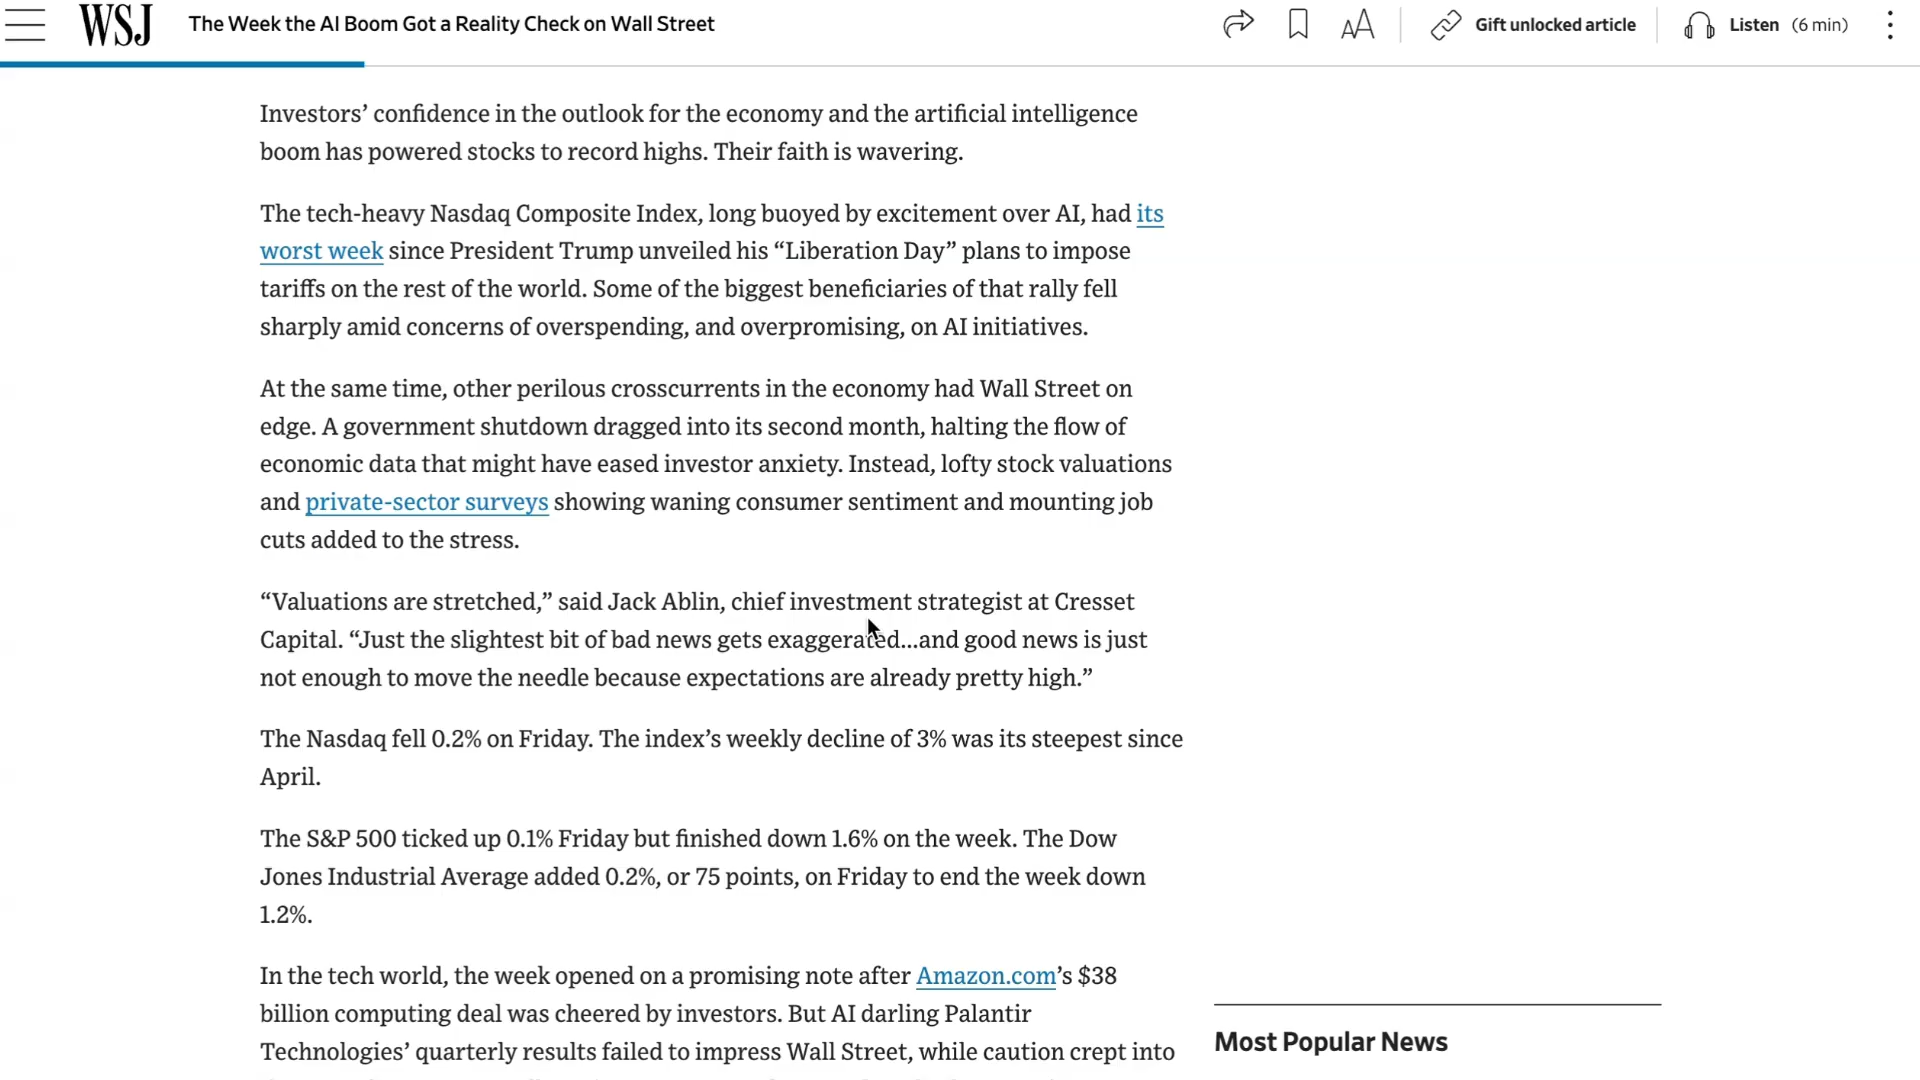 WSJ
The Week the AI Boom Got a Reality Check on Wall Street
Gift unlocked article
Listen (6 min)
Investors’ confidence in the outlook for the economy and the artificial intelligence
boom has powered stocks to record highs. Their faith is wavering.
The tech-heavy Nasdaq Composite Index, long buoyed by excitement over AI, had its
worst week since President Trump unveiled his “Liberation Day” plans to impose
tariffs on the rest of the world. Some of the biggest beneficiaries of that rally fell
sharply amid concerns of overspending, and overpromising, on AI initiatives.
At the same time, other perilous crosscurrents in the economy had Wall Street on
edge. A government shutdown dragged into its second month, halting the flow of
economic data that might have eased investor anxiety. Instead, lofty stock valuations
and private-sector surveys showing waning consumer sentiment and mounting job
cuts added to the stress.
“Valuations are stretched,” said Jack Ablin, chief investment strategist at Cresset
Capital. “Just the slightest bit of bad news gets exaggerated...and good news is just
not enough to move the needle because expectations are already pretty high.”
The Nasdaq fell 0.2% on Friday. The index’s weekly decline of 3% was its steepest since
April.
The S&P 500 ticked up 0.1% Friday but finished down 1.6% on the week. The Dow
Jones Industrial Average added 0.2%, or 75 points, on Friday to end the week down
1.2%.
In the tech world, the week opened on a promising note after Amazon.com’s $38
billion computing deal was cheered by investors. But AI darling Palantir
Technologies’ quarterly results failed to impress Wall Street, while caution crept into
Most Popular News